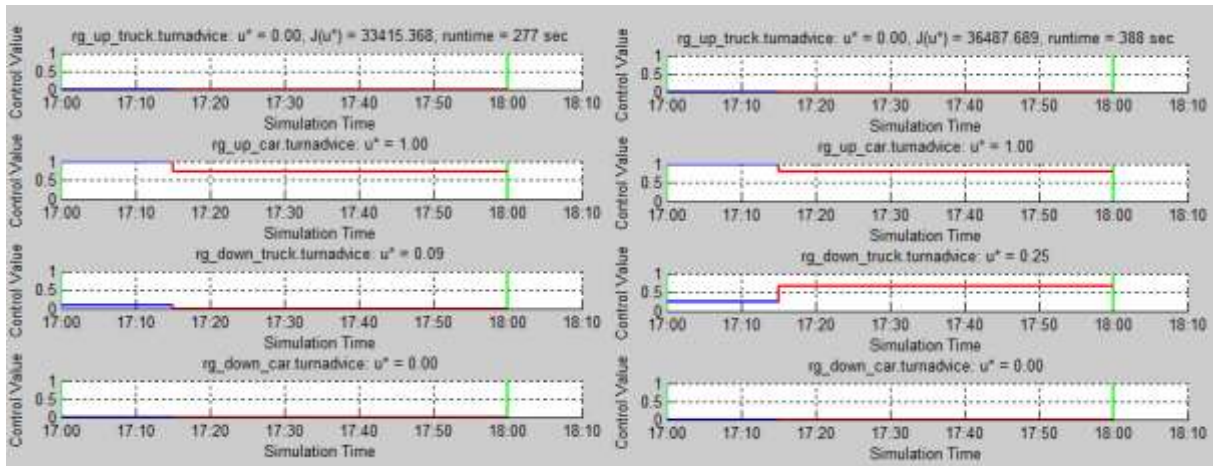 rg_up_truck.turnadvice: u* = 0.00, J(u*) = 33415.368, runtime = 277 sec
Control Value
1
0.5
0
17:00 17:10 17:20 17:30 17:40 17:50 18:00 18:10
Simulation Time
rg_up_car.turnadvice: u* = 1.00
Control Value
1
0.5
0
17:00 17:10 17:20 17:30 17:40 17:50 18:00 18:10
Simulation Time
rg_down_truck.turnadvice: u* = 0.09
Control Value
1
0.5
0
17:00 17:10 17:20 17:30 17:40 17:50 18:00 18:10
Simulation Time
rg_down_car.turnadvice: u* = 0.00
Control Value
1
0.5
0
17:00 17:10 17:20 17:30 17:40 17:50 18:00 18:10
Simulation Time
rg_up_truck.turnadvice: u* = 0.00, J(u*) = 36487.689, runtime = 388 sec
Control Value
1
0.5
0
17:00 17:10 17:20 17:30 17:40 17:50 18:00 18:10
Simulation Time
rg_up_car.turnadvice: u* = 1.00
Control Value
1
0.5
0
17:00 17:10 17:20 17:30 17:40 17:50 18:00 18:10
Simulation Time
rg_down_truck.turnadvice: u* = 0.25
Control Value
1
0.5
0
17:00 17:10 17:20 17:30 17:40 17:50 18:00 18:10
Simulation Time
rg_down_car.turnadvice: u* = 0.00
Control Value
1
0.5
0
17:00 17:10 17:20 17:30 17:40 17:50 18:00 18:10
Simulation Time